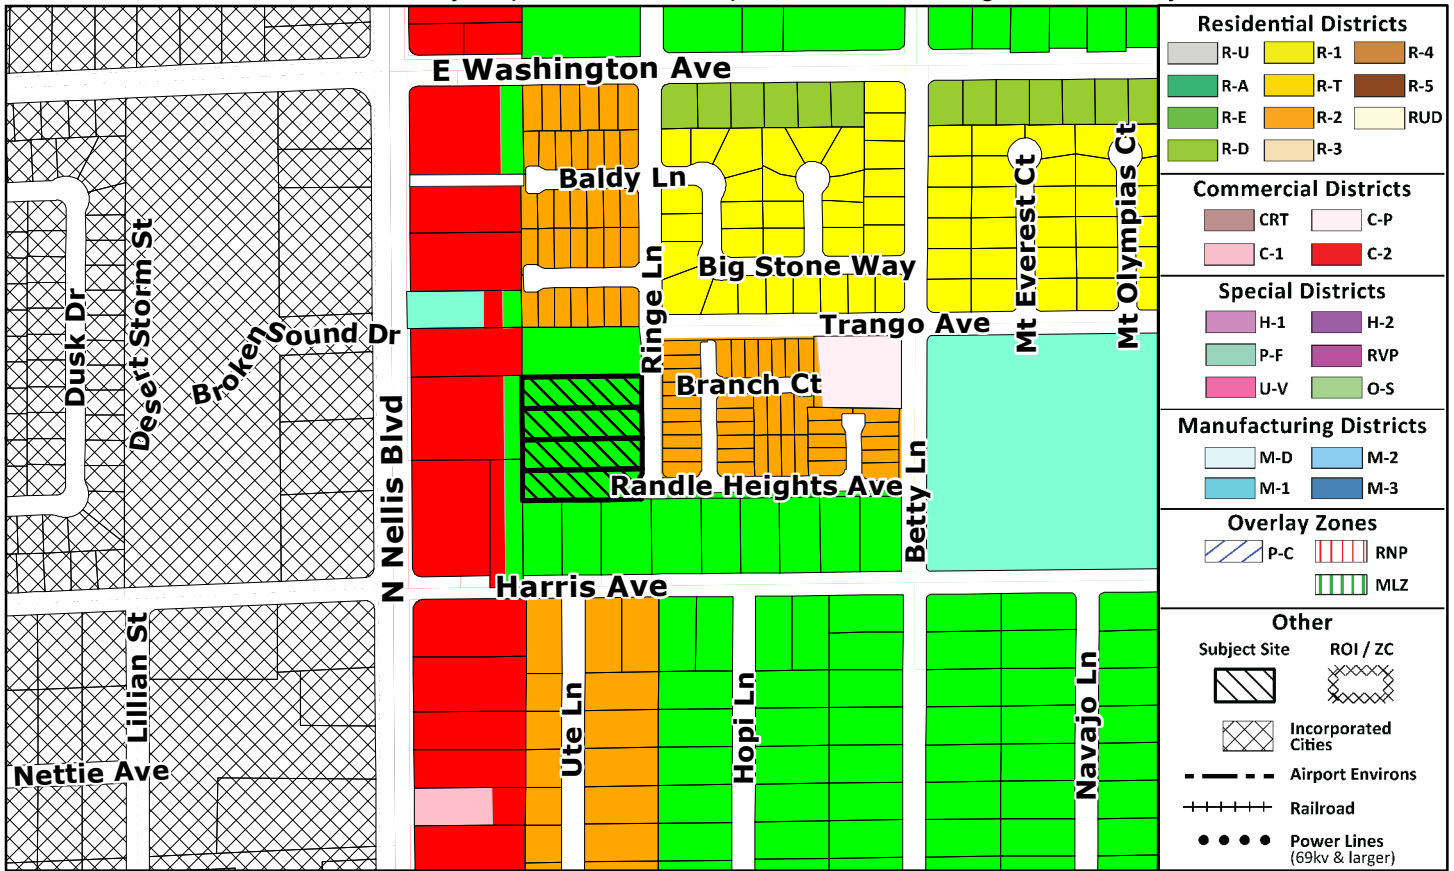 E Washington Ave
Baldy Ln
Big Stone Way
Ringe Ln
Mt Everest Ct
Mt Olympias Ct
Trango Ave
Dusk Dr
Desert Storm St
Broken Sound Dr
Branch Ct
N Nellis Blvd
Randle Heights Ave
Betty Ln
Harris Ave
Lillian St
Nettie Ave
Ute Ln
Hopi Ln
Navajo Ln
Residential Districts
R-U R-1 R-4
R-A R-T R-5
R-E R-2 RUD
R-D R-3
Commercial Districts
CRT C-P
C-1 C-2
Special Districts
H-1 H-2
P-F RVP
U-V O-S
Manufacturing Districts
M-D M-2
M-1 M-3
Overlay Zones
P-C RNP
MLZ
Other
Subject Site ROI / ZC
Incorporated
Cities
Airport Environs
Railroad
Power Lines
(69kv & larger)